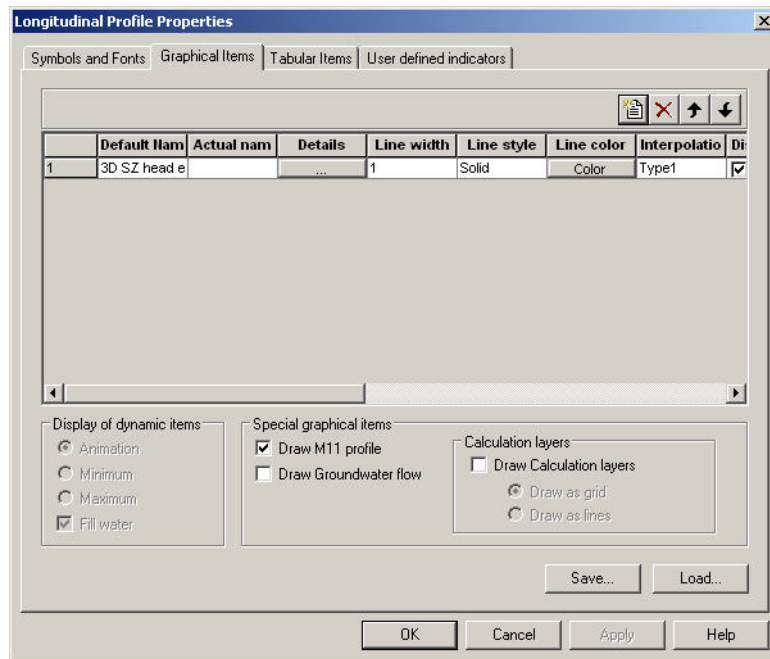 Longitudinal Profile Properties
Symbols and Fonts Graphical Items Tabular Items User defined indicators
Default Nam Actual nam Details Line width Line style Line color Interpolatio Di
1 3D SZ head e ... 1 Solid Color Type1
Display of dynamic items
Animation
Minimum
Maximum
Fill water
Special graphical items
Draw M11 profile
Draw Groundwater flow
Calculation layers
Draw Calculation layers
Draw as grid
Draw as lines
Save... Load...
OK Cancel Apply Help